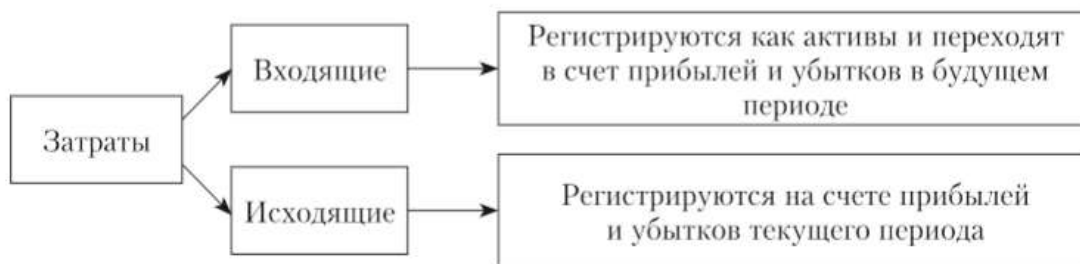 Затраты
Входящие
Регистрируются как активы и переходят
в счет прибылей и убытков в будущем
периоде
Исходящие
Регистрируются на счете прибылей
и убытков текущего периода